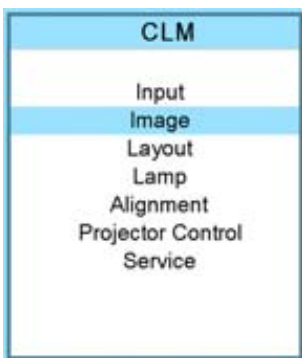 CLM
Input
Image
Layout
Lamp
Alignment
Projector Control
Service